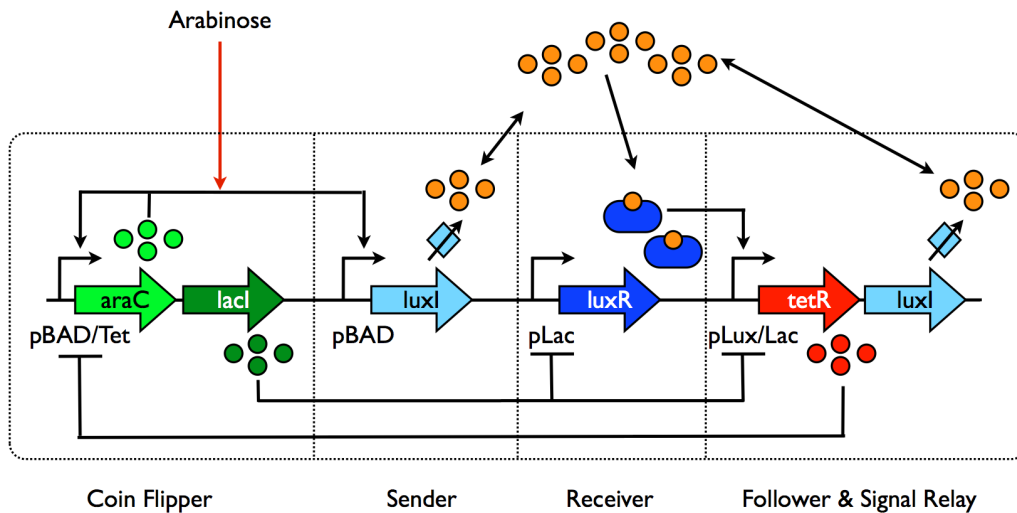 Arabinose
araC
lacI
luxI
luxR
tetR
luxI
pBAD/Tet
pBAD
pLac
pLux/Lac
Coin Flipper
Sender
Receiver
Follower & Signal Relay